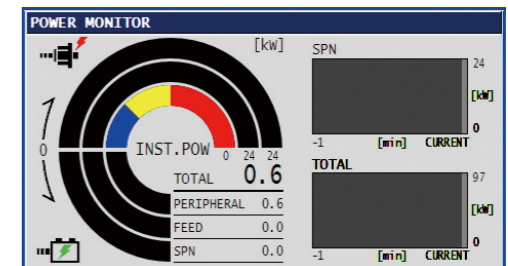 POWER MONITOR
[kW]
0
INST.POW
0 24 24
TOTAL 0.6
PERIPHERAL 0.6
FEED 0.0
SPN 0.0
SPN
24
[kW]
0
-1 [min] CURRENT
TOTAL
97
[kW]
0
-1 [min] CURRENT